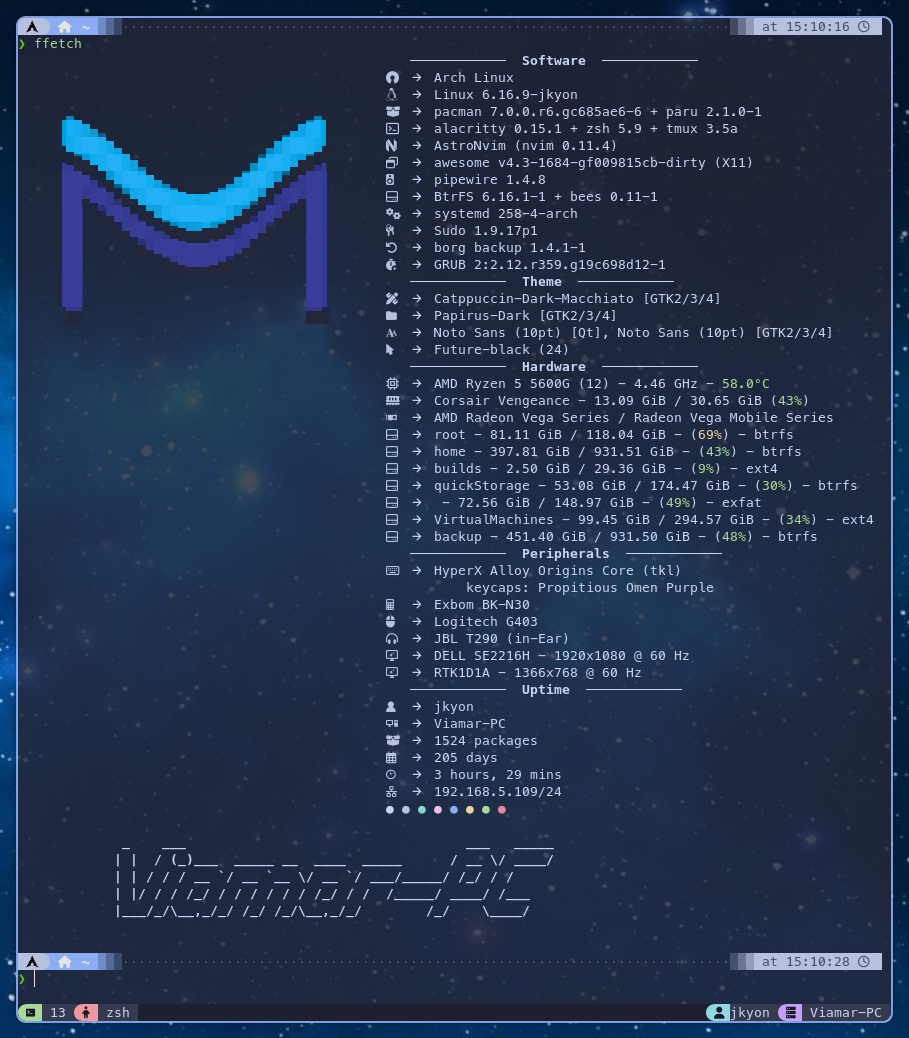 ~ at 15:10:16
❯ ffetch
Software
→ Arch Linux
→ Linux 6.16.9-jkyon
→ pacman 7.0.0.r6.gc685ae6-6 + paru 2.1.0-1
→ alacritty 0.15.1 + zsh 5.9 + tmux 3.5a
→ AstroNvim (nvim 0.11.4)
→ awesome v4.3-1684-gf009815cb-dirty (X11)
→ pipewire 1.4.8
→ BtrFS 6.16.1-1 + bees 0.11-1
→ systemd 258-4-arch
→ Sudo 1.9.17p1
→ borg backup 1.4.1-1
→ GRUB 2:2.12.r359.g19c698d12-1
Theme
→ Catppuccin-Dark-Macchiato [GTK2/3/4]
→ Papirus-Dark [GTK2/3/4]
→ Noto Sans (10pt) [Qt], Noto Sans (10pt) [GTK2/3/4]
→ Future-black (24)
Hardware
→ AMD Ryzen 5 5600G (12) - 4.46 GHz - 58.0°C
→ Corsair Vengeance - 13.09 GiB / 30.65 GiB (43%)
→ AMD Radeon Vega Series / Radeon Vega Mobile Series
→ root - 81.11 GiB / 118.04 GiB - (69%) - btrfs
→ home - 397.81 GiB / 931.51 GiB - (43%) - btrfs
→ builds - 2.50 GiB / 29.36 GiB - (9%) - ext4
→ quickStorage - 53.08 GiB / 174.47 GiB - (30%) - btrfs
→ - 72.56 GiB / 148.97 GiB - (49%) - exfat
→ VirtualMachines - 99.45 GiB / 294.57 GiB - (34%) - ext4
→ backup - 451.40 GiB / 931.50 GiB - (48%) - btrfs
Peripherals
→ HyperX Alloy Origins Core (tkl)
keycaps: Propitious Omen Purple
→ Exbom BK-N30
→ Logitech G403
→ JBL T290 (in-Ear)
→ DELL SE2216H - 1920x1080 @ 60 Hz
→ RTK1D1A - 1366x768 @ 60 Hz
Uptime
→ jkyon
→ Viamar-PC
→ 1524 packages
→ 205 days
→ 3 hours, 29 mins
→ 192.168.5.109/24
Viamar-PC
~ at 15:10:28
❯
13 zsh jkyon Viamar-PC